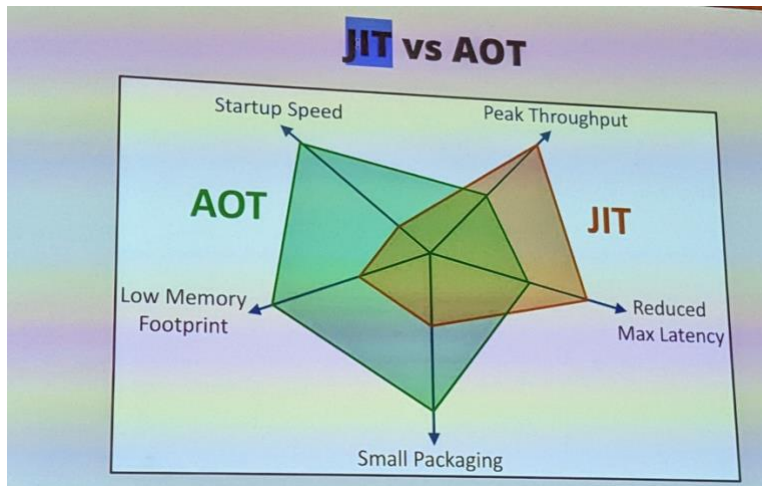 JIT vs AOT
Startup Speed
Peak Throughput
AOT
JIT
Low Memory
Footprint
Reduced
Max Latency
Small Packaging